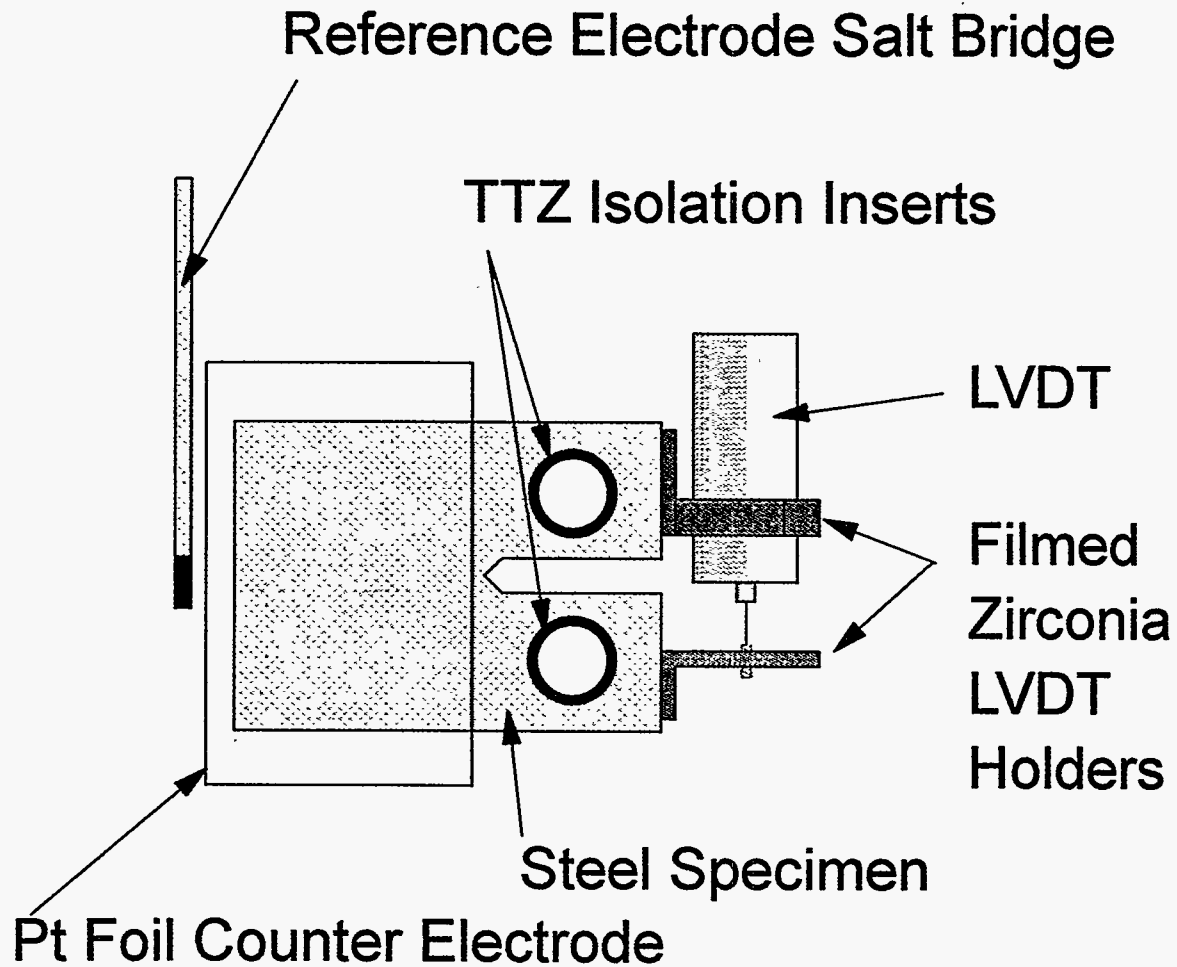 Reference Electrode Salt Bridge
TTZ Isolation Inserts
LVDT
Filmed
Zirconia
LVDT
Holders
Steel Specimen
Pt Foil Counter Electrode